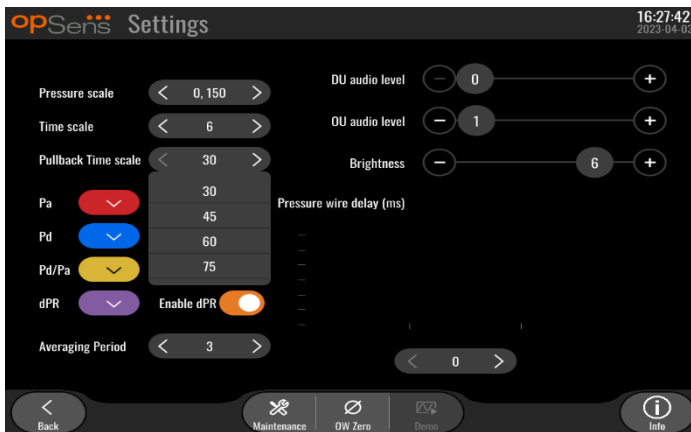 opSens Settings
16:27:42
2023-04-03
Pressure scale < 0, 150 >
DU audio level − 0 +
Time scale < 6 >
OU audio level − 1 +
Pullback Time scale < 30 >
Brightness − 6 +
30
45
60
75
Pressure wire delay (ms)
Pa
Pd
Pd/Pa
dPR
Enable dPR
Averaging Period < 3 >
< 0 >
Back
Maintenance
OW Zero
Demo
Info